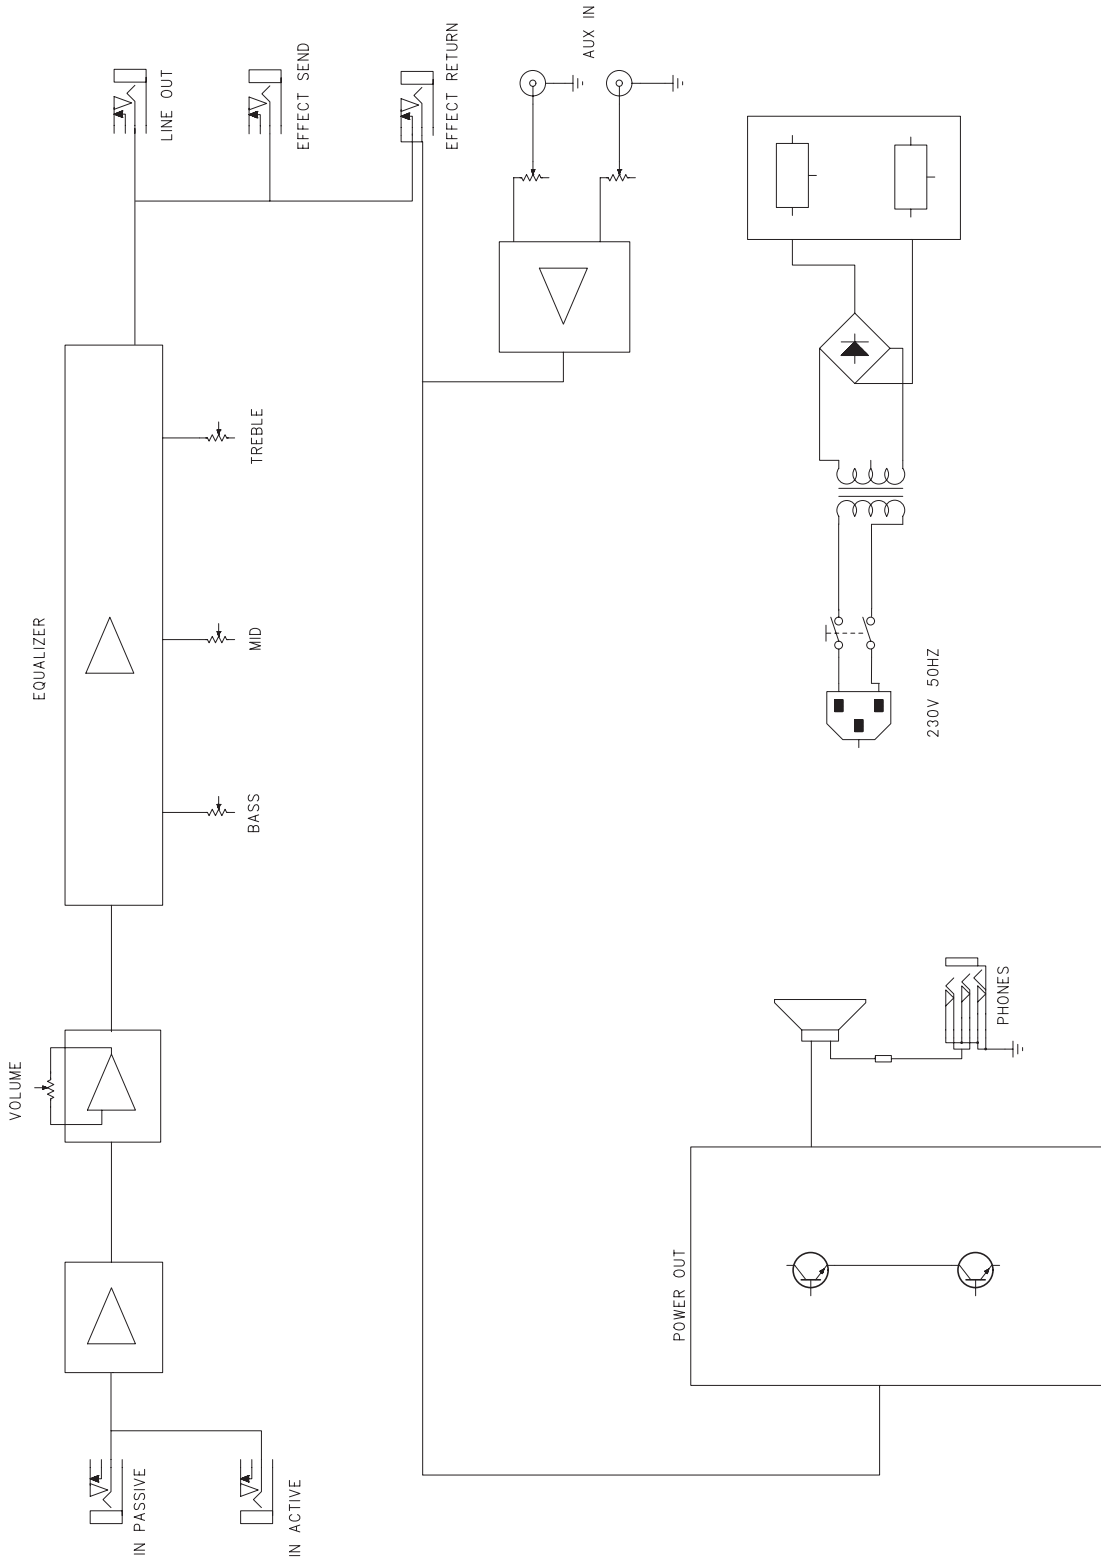 IN PASSIVE
IN ACTIVE
VOLUME
EQUALIZER
BASS
MID
TREBLE
LINE OUT
EFFECT SEND
EFFECT RETURN
AUX IN
POWER OUT
PHONES
230V 50HZ